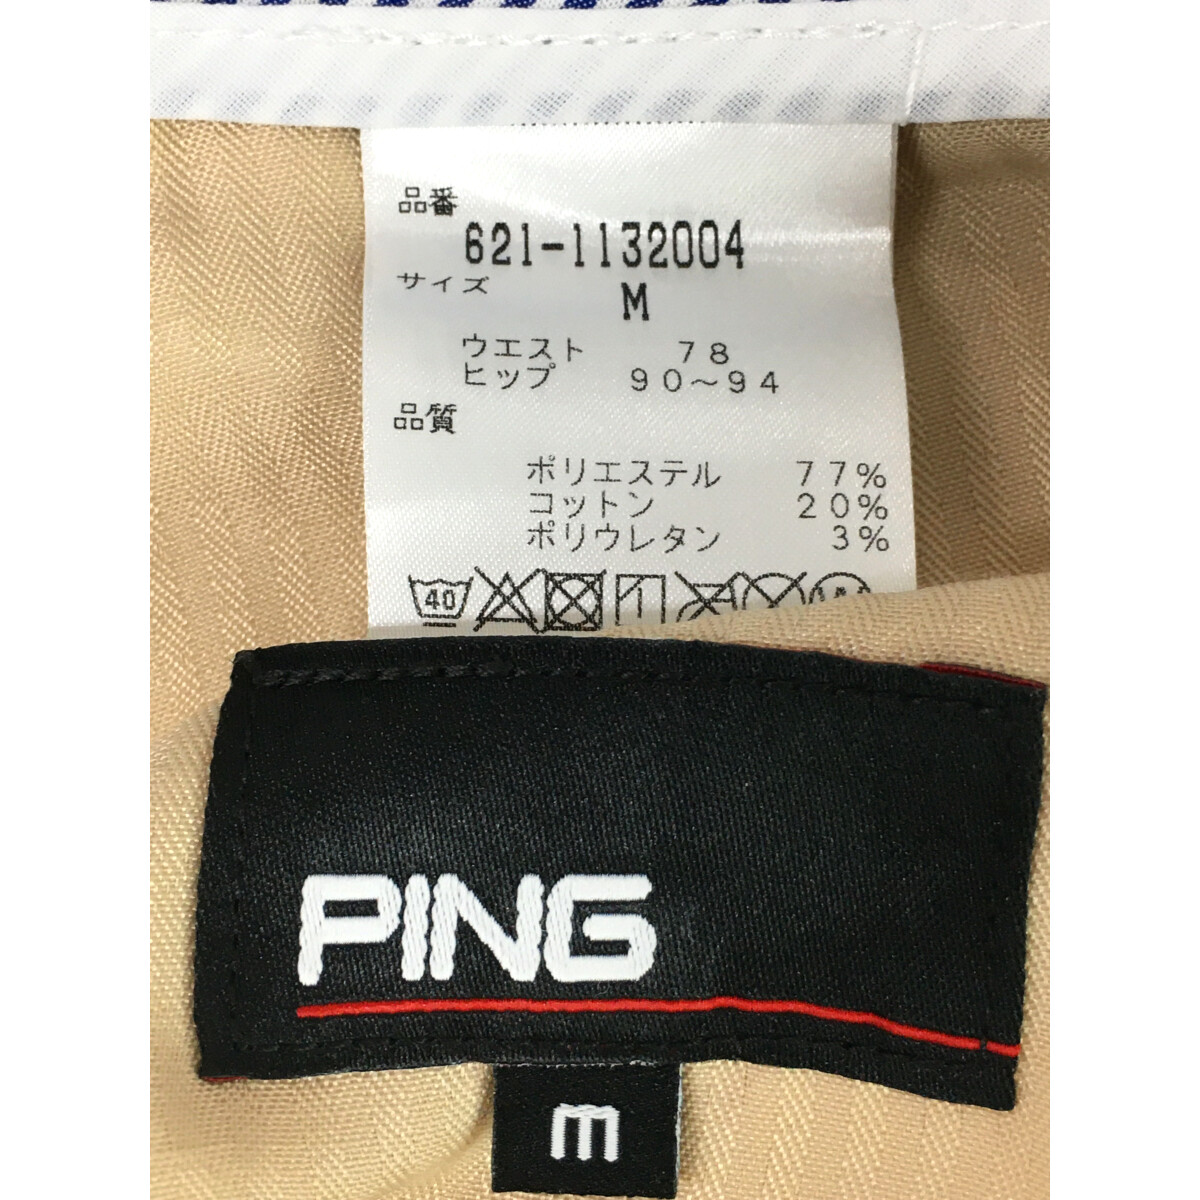 品番
621-1132004
サイズ
M
ウエスト 78
ヒップ 90〜94
品質
ポリエステル 77%
コットン 20%
ポリウレタン 3%
40
PING
m